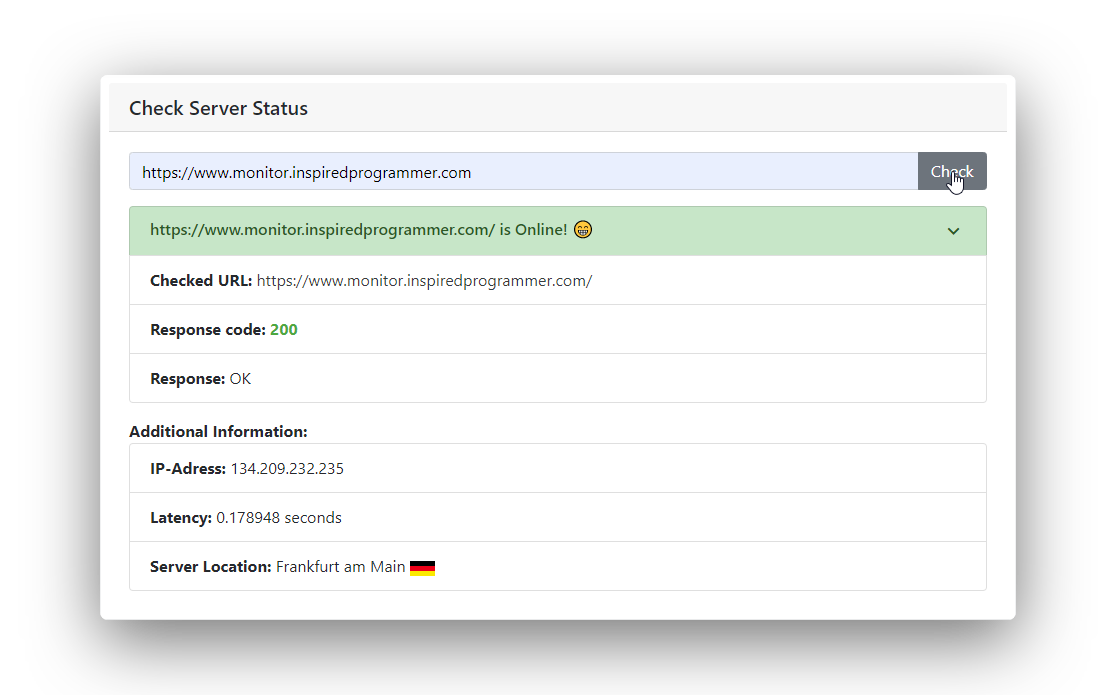 Check Server Status
https://www.monitor.inspiredprogrammer.com Check
https://www.monitor.inspiredprogrammer.com/ is Online! 😁
Checked URL: https://www.monitor.inspiredprogrammer.com/
Response code: 200
Response: OK
Additional Information:
IP-Adress: 134.209.232.235
Latency: 0.178948 seconds
Server Location: Frankfurt am Main